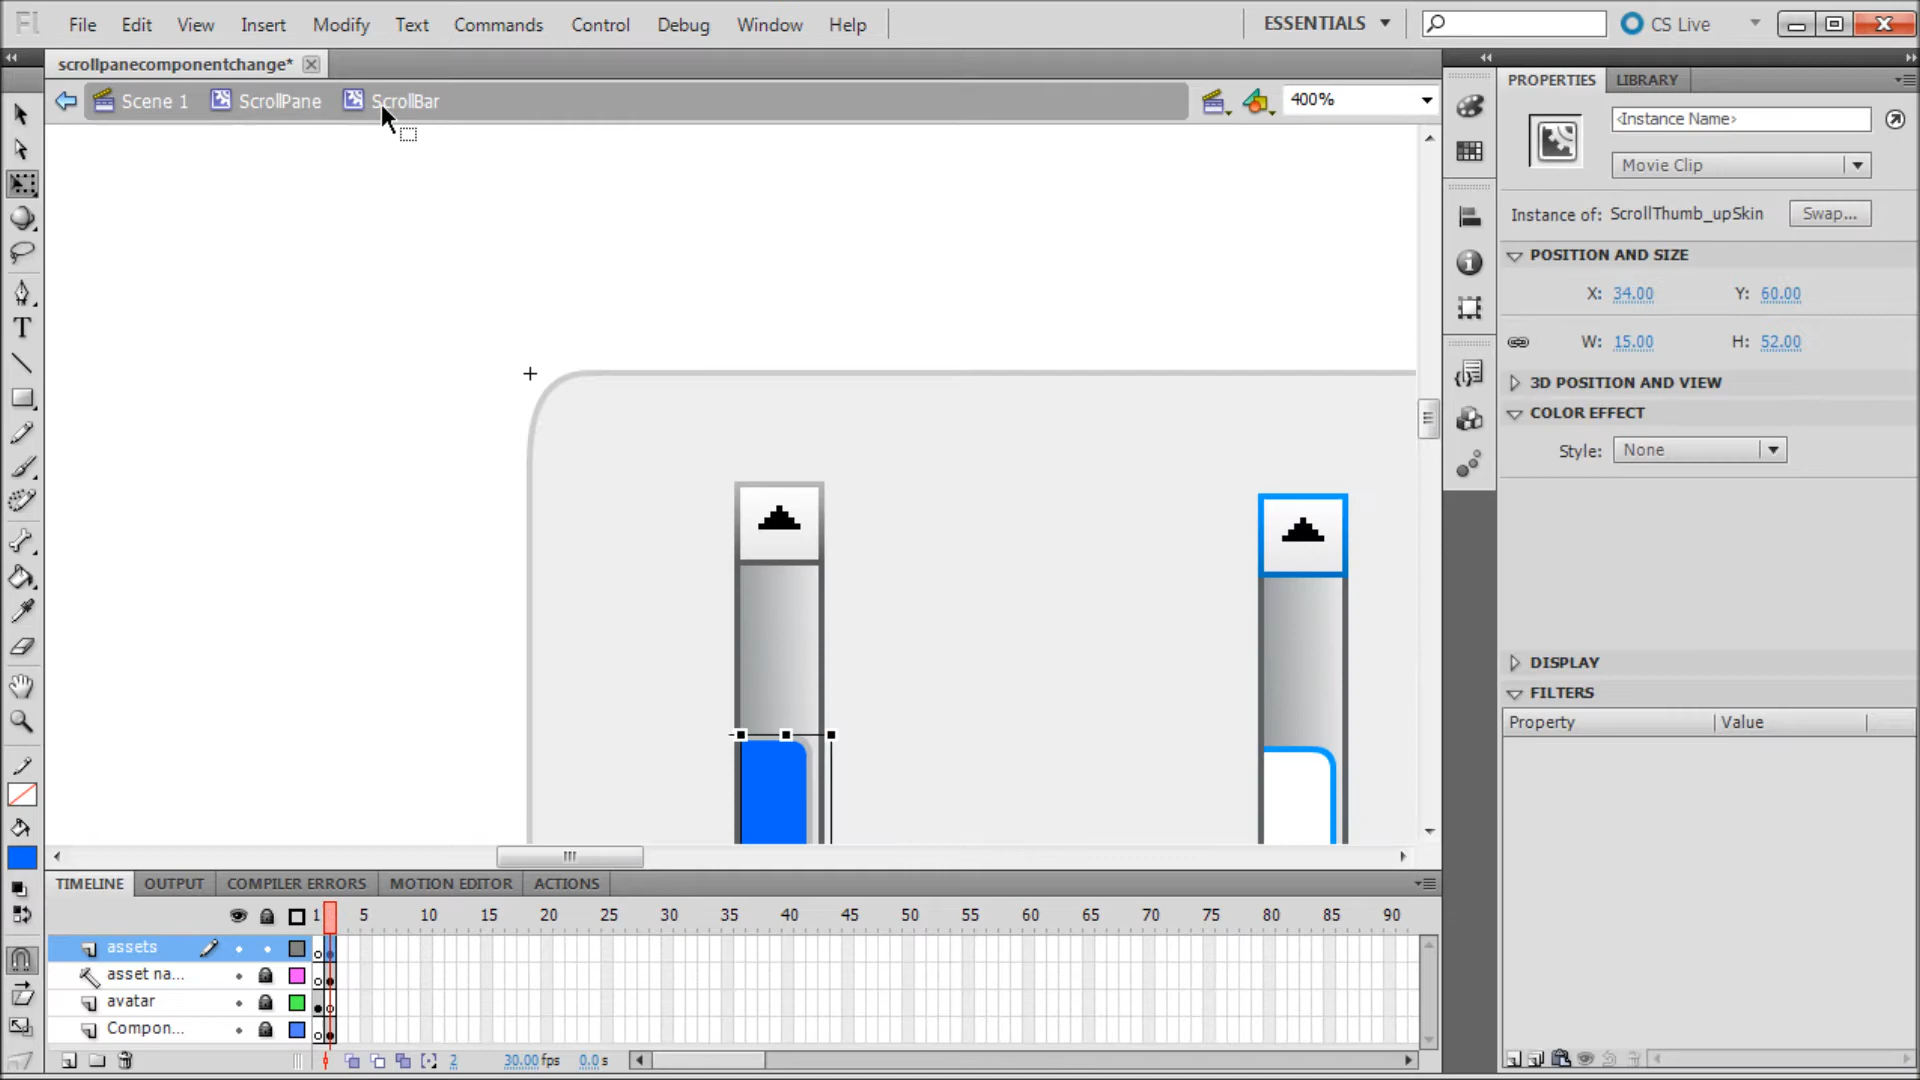 Fl File Edit View Insert Modify Text Commands Control Debug Window Help ESSENTIALS CS Live
scrollpanecomponentchange*
Scene 1 ScrollPane ScrollBar 400%
PROPERTIES LIBRARY
<Instance Name>
Movie Clip
Instance of: ScrollThumb_upSkin Swap...
POSITION AND SIZE
X: 34.00 Y: 60.00
W: 15.00 H: 52.00
3D POSITION AND VIEW
COLOR EFFECT
Style: None
DISPLAY
FILTERS
Property Value
TIMELINE OUTPUT COMPILER ERRORS MOTION EDITOR ACTIONS
1 5 10 15 20 25 30 35 40 45 50 55 60 65 70 75 80 85 90
assets
asset na...
avatar
Compon...
2 30.00 fps 0.0 s